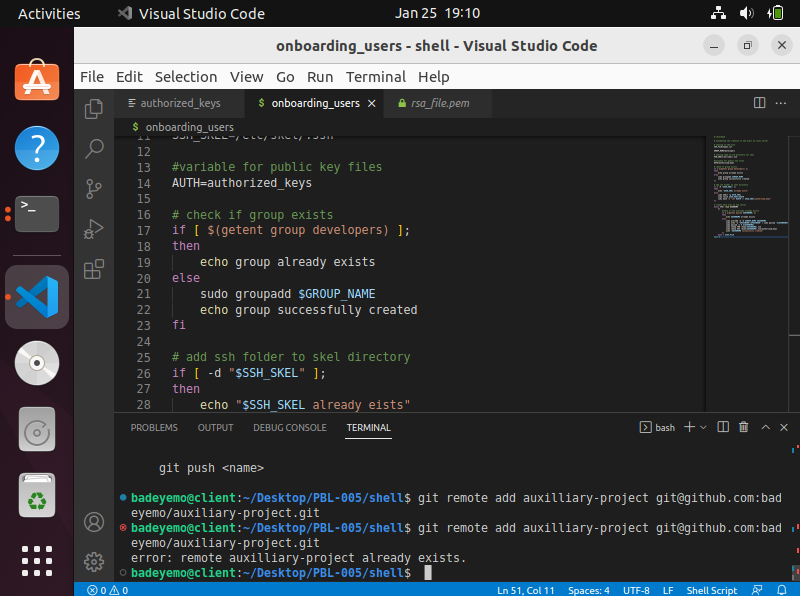 Activities
Visual Studio Code
Jan 25 19:10
onboarding_users - shell - Visual Studio Code
File Edit Selection View Go Run Terminal Help
authorized_keys
$ onboarding_users
rsa_file.pem
$ onboarding_users
11 SSH_SKEL=/etc/skel/.ssh
12
13 #variable for public key files
14 AUTH=authorized_keys
15
16 # check if group exists
17 if [ $(getent group developers) ];
18 then
19 echo group already exists
20 else
21 sudo groupadd $GROUP_NAME
22 echo group successfully created
23 fi
24
25 # add ssh folder to skel directory
26 if [ -d "$SSH_SKEL" ];
27 then
28 echo "$SSH_SKEL already eists"
PROBLEMS OUTPUT DEBUG CONSOLE TERMINAL
bash
git push <name>
badeyemo@client:~/Desktop/PBL-005/shell$ git remote add auxilliary-project git@github.com:bad
eyemo/auxiliary-project.git
badeyemo@client:~/Desktop/PBL-005/shell$ git remote add auxilliary-project git@github.com:bad
eyemo/auxiliary-project.git
error: remote auxilliary-project already exists.
badeyemo@client:~/Desktop/PBL-005/shell$
0 0
Ln 51, Col 11 Spaces: 4 UTF-8 LF Shell Script